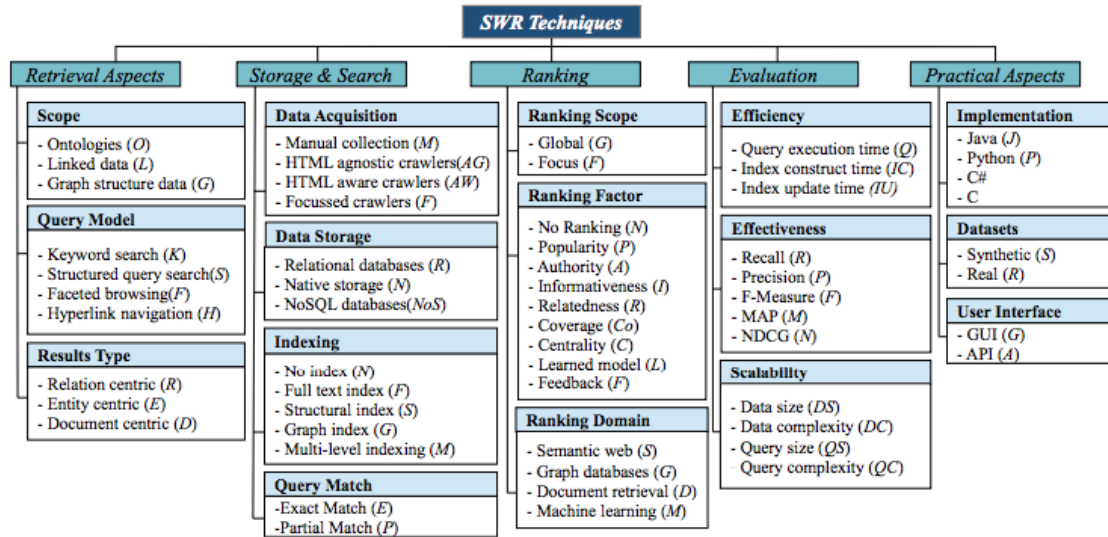 SWR Techniques
Retrieval Aspects
Storage & Search
Ranking
Evaluation
Practical Aspects
Scope
- Ontologies (O)
- Linked data (L)
- Graph structure data (G)
Query Model
- Keyword search (K)
- Structured query search(S)
- Faceted browsing(F)
- Hyperlink navigation (H)
Results Type
- Relation centric (R)
- Entity centric (E)
- Document centric (D)
Data Acquisition
- Manual collection (M)
- HTML agnostic crawlers(AG)
- HTML aware crawlers (AW)
- Focussed crawlers (F)
Data Storage
- Relational databases (R)
- Native storage (N)
- NoSQL databases(NoS)
Indexing
- No index (N)
- Full text index (F)
- Structural index (S)
- Graph index (G)
- Multi-level indexing (M)
Query Match
-Exact Match (E)
-Partial Match (P)
Ranking Scope
- Global (G)
- Focus (F)
Ranking Factor
- No Ranking (N)
- Popularity (P)
- Authority (A)
- Informativeness (I)
- Relatedness (R)
- Coverage (Co)
- Centrality (C)
- Learned model (L)
- Feedback (F)
Ranking Domain
- Semantic web (S)
- Graph databases (G)
- Document retrieval (D)
- Machine learning (M)
Efficiency
- Query execution time (Q)
- Index construct time (IC)
- Index update time (IU)
Effectiveness
- Recall (R)
- Precision (P)
- F-Measure (F)
- MAP (M)
- NDCG (N)
Scalability
- Data size (DS)
- Data complexity (DC)
- Query size (QS)
- Query complexity (QC)
Implementation
- Java (J)
- Python (P)
- C#
- C
Datasets
- Synthetic (S)
- Real (R)
User Interface
- GUI (G)
- API (A)